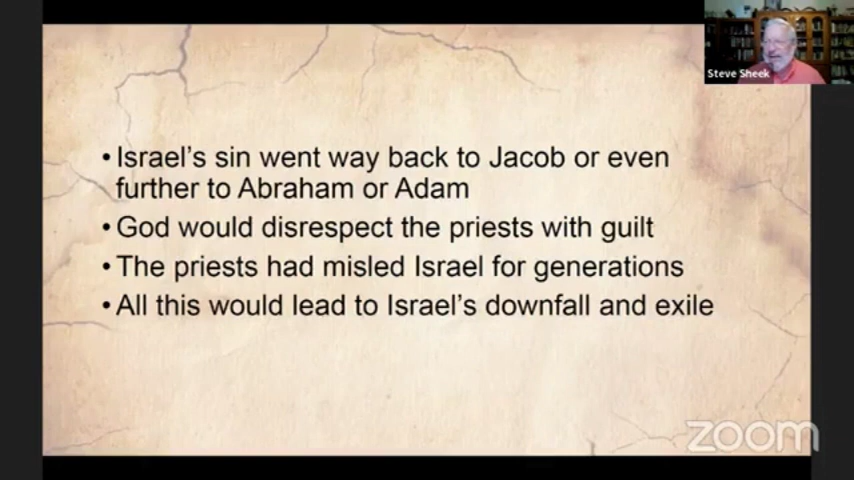 Steve Sheek
• Israel's sin went way back to Jacob or even
further to Abraham or Adam
• God would disrespect the priests with guilt
• The priests had misled Israel for generations
• All this would lead to Israel's downfall and exile
zoom